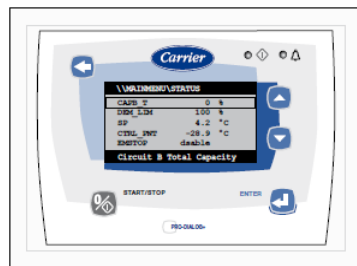 Carrier
\\MAINMENU\STATUS
CAPB_T 0 %
DEM_LIM 100 %
SP 4.2 °C
CTRL_PNT -28.9 °C
EMSTOP dsable
Circuit B Total Capacity
START/STOP
ENTER
PRO-DIALOG+